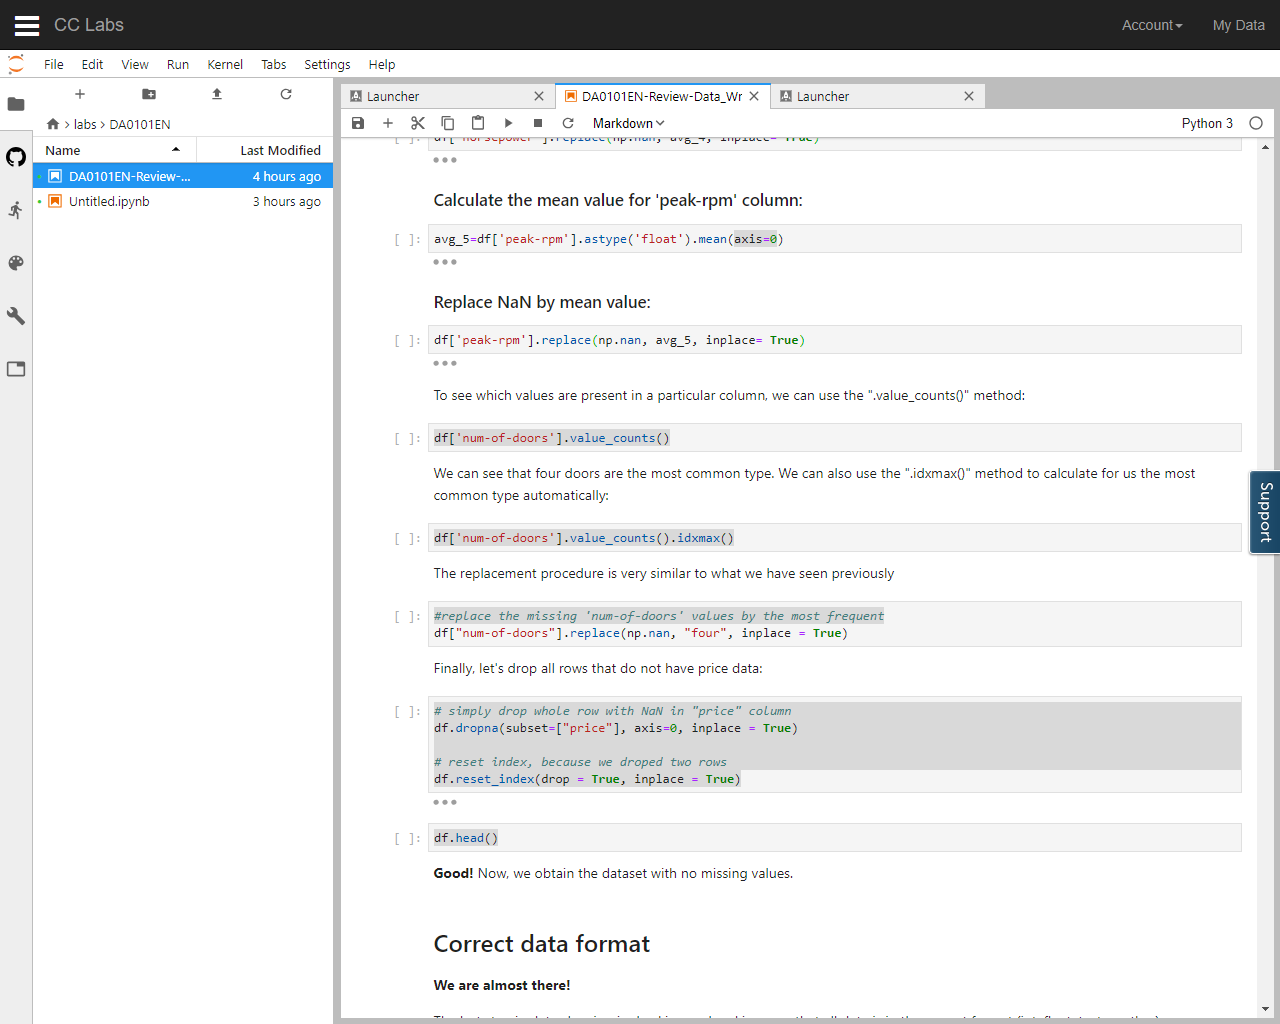 CC Labs
Account
My Data
File Edit View Run Kernel Tabs Settings Help
labs > DA0101EN
Name
Last Modified
DA0101EN-Review-... 4 hours ago
Untitled.ipynb 3 hours ago
Launcher
DA0101EN-Review-Data_Wr
Launcher
Markdown
Python 3
[ ]: df["horsepower"].replace(np.nan, avg_4, inplace= True)
Calculate the mean value for 'peak-rpm' column:
[ ]: avg_5=df['peak-rpm'].astype('float').mean(axis=0)
Replace NaN by mean value:
[ ]: df['peak-rpm'].replace(np.nan, avg_5, inplace= True)
To see which values are present in a particular column, we can use the ".value_counts()" method:
[ ]: df['num-of-doors'].value_counts()
We can see that four doors are the most common type. We can also use the ".idxmax()" method to calculate for us the most
common type automatically:
[ ]: df['num-of-doors'].value_counts().idxmax()
The replacement procedure is very similar to what we have seen previously
[ ]: #replace the missing 'num-of-doors' values by the most frequent
df["num-of-doors"].replace(np.nan, "four", inplace = True)
Finally, let's drop all rows that do not have price data:
[ ]: # simply drop whole row with NaN in "price" column
df.dropna(subset=["price"], axis=0, inplace = True)
# reset index, because we droped two rows
df.reset_index(drop = True, inplace = True)
[ ]: df.head()
Good! Now, we obtain the dataset with no missing values.
Correct data format
We are almost there!
Support